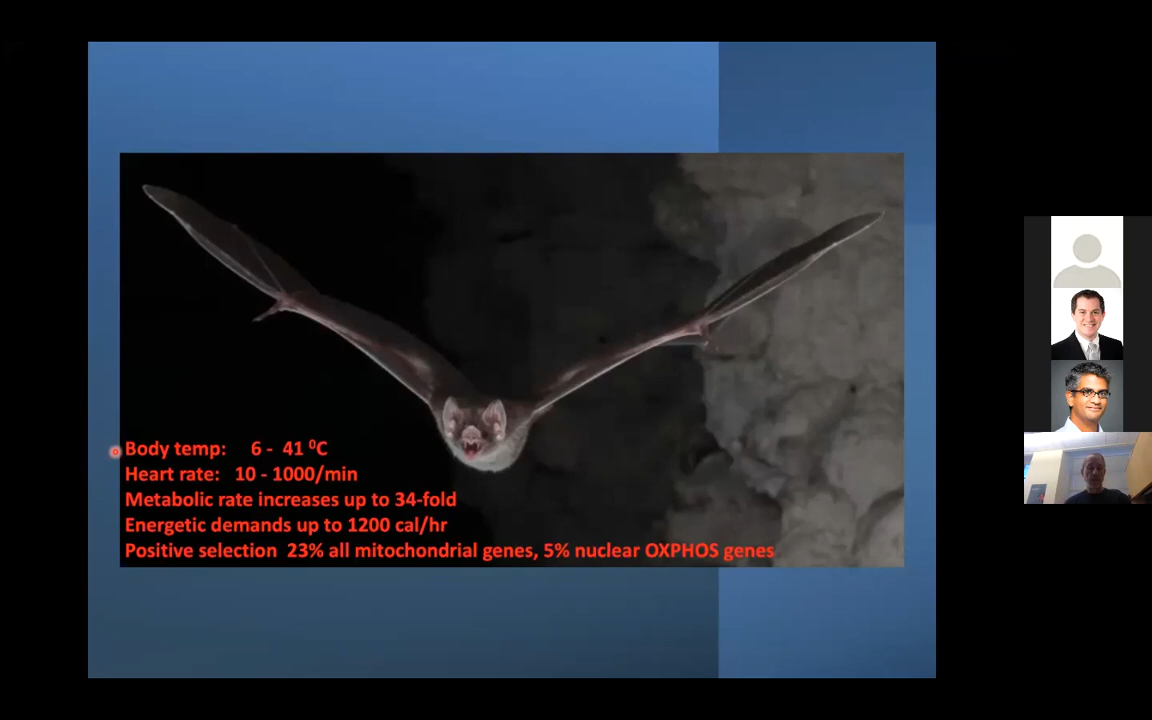 Body temp: 6 - 41 ⁰C
Heart rate: 10 - 1000/min
Metabolic rate increases up to 34-fold
Energetic demands up to 1200 cal/hr
Positive selection 23% all mitochondrial genes, 5% nuclear OXPHOS genes